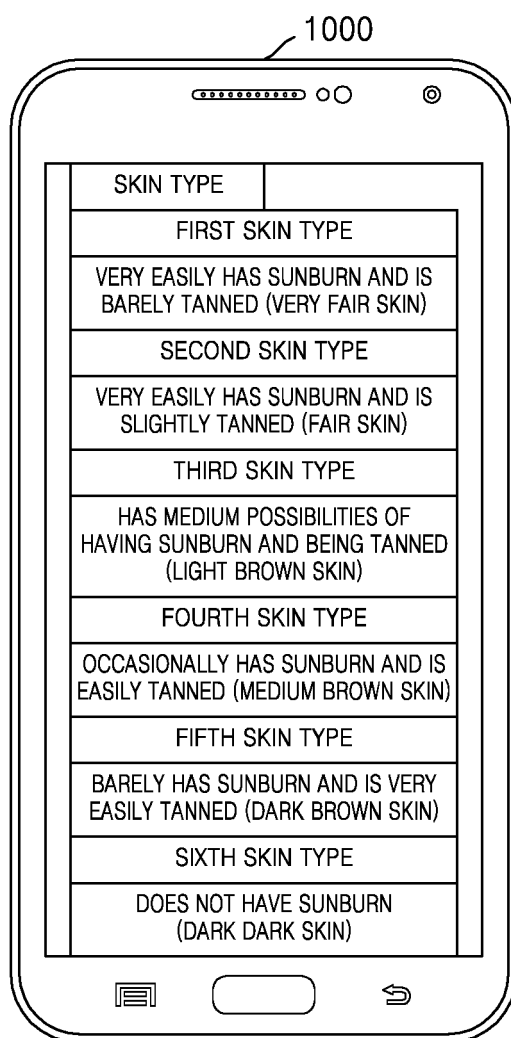 1000
SKIN TYPE
FIRST SKIN TYPE
VERY EASILY HAS SUNBURN AND IS
BARELY TANNED (VERY FAIR SKIN)
SECOND SKIN TYPE
VERY EASILY HAS SUNBURN AND IS
SLIGHTLY TANNED (FAIR SKIN)
THIRD SKIN TYPE
HAS MEDIUM POSSIBILITIES OF
HAVING SUNBURN AND BEING TANNED
(LIGHT BROWN SKIN)
FOURTH SKIN TYPE
OCCASIONALLY HAS SUNBURN AND IS
EASILY TANNED (MEDIUM BROWN SKIN)
FIFTH SKIN TYPE
BARELY HAS SUNBURN AND IS VERY
EASILY TANNED (DARK BROWN SKIN)
SIXTH SKIN TYPE
DOES NOT HAVE SUNBURN
(DARK DARK SKIN)